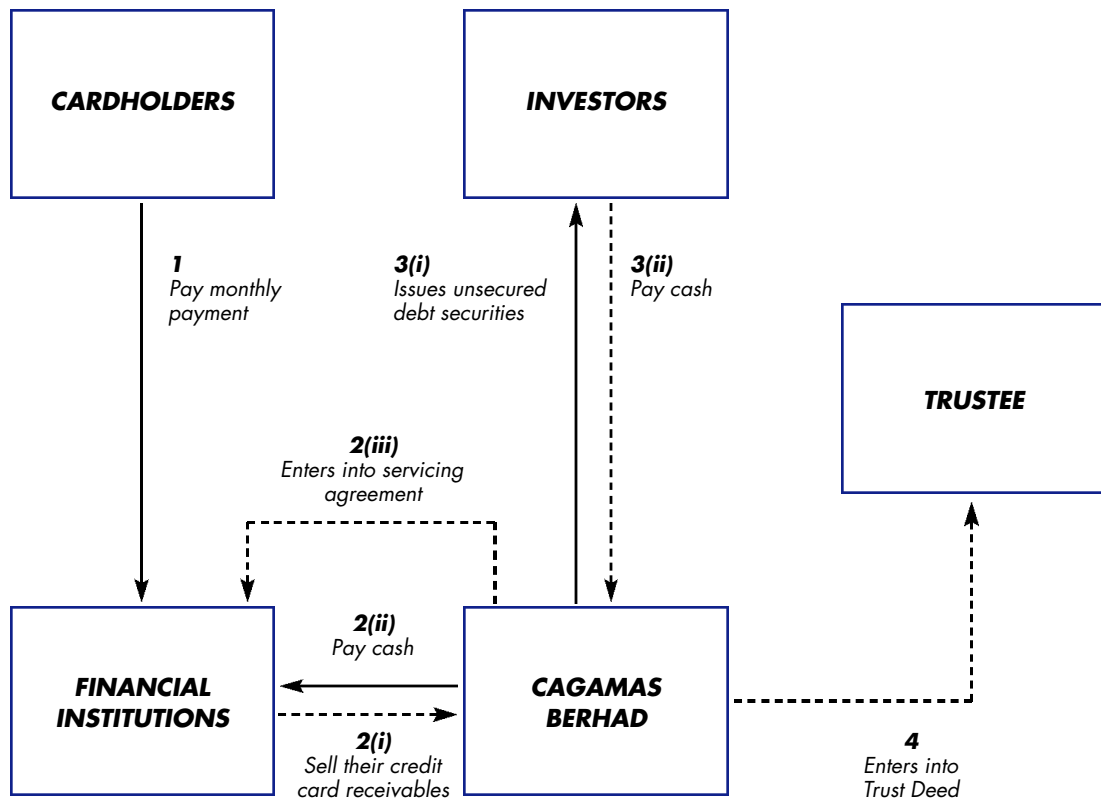 CARDHOLDERS
INVESTORS
1
Pay monthly
payment
3(i)
Issues unsecured
debt securities
3(ii)
Pay cash
TRUSTEE
2(iii)
Enters into servicing
agreement
2(ii)
Pay cash
FINANCIAL
INSTITUTIONS
CAGAMAS
BERHAD
2(i)
Sell their credit
card receivables
4
Enters into
Trust Deed